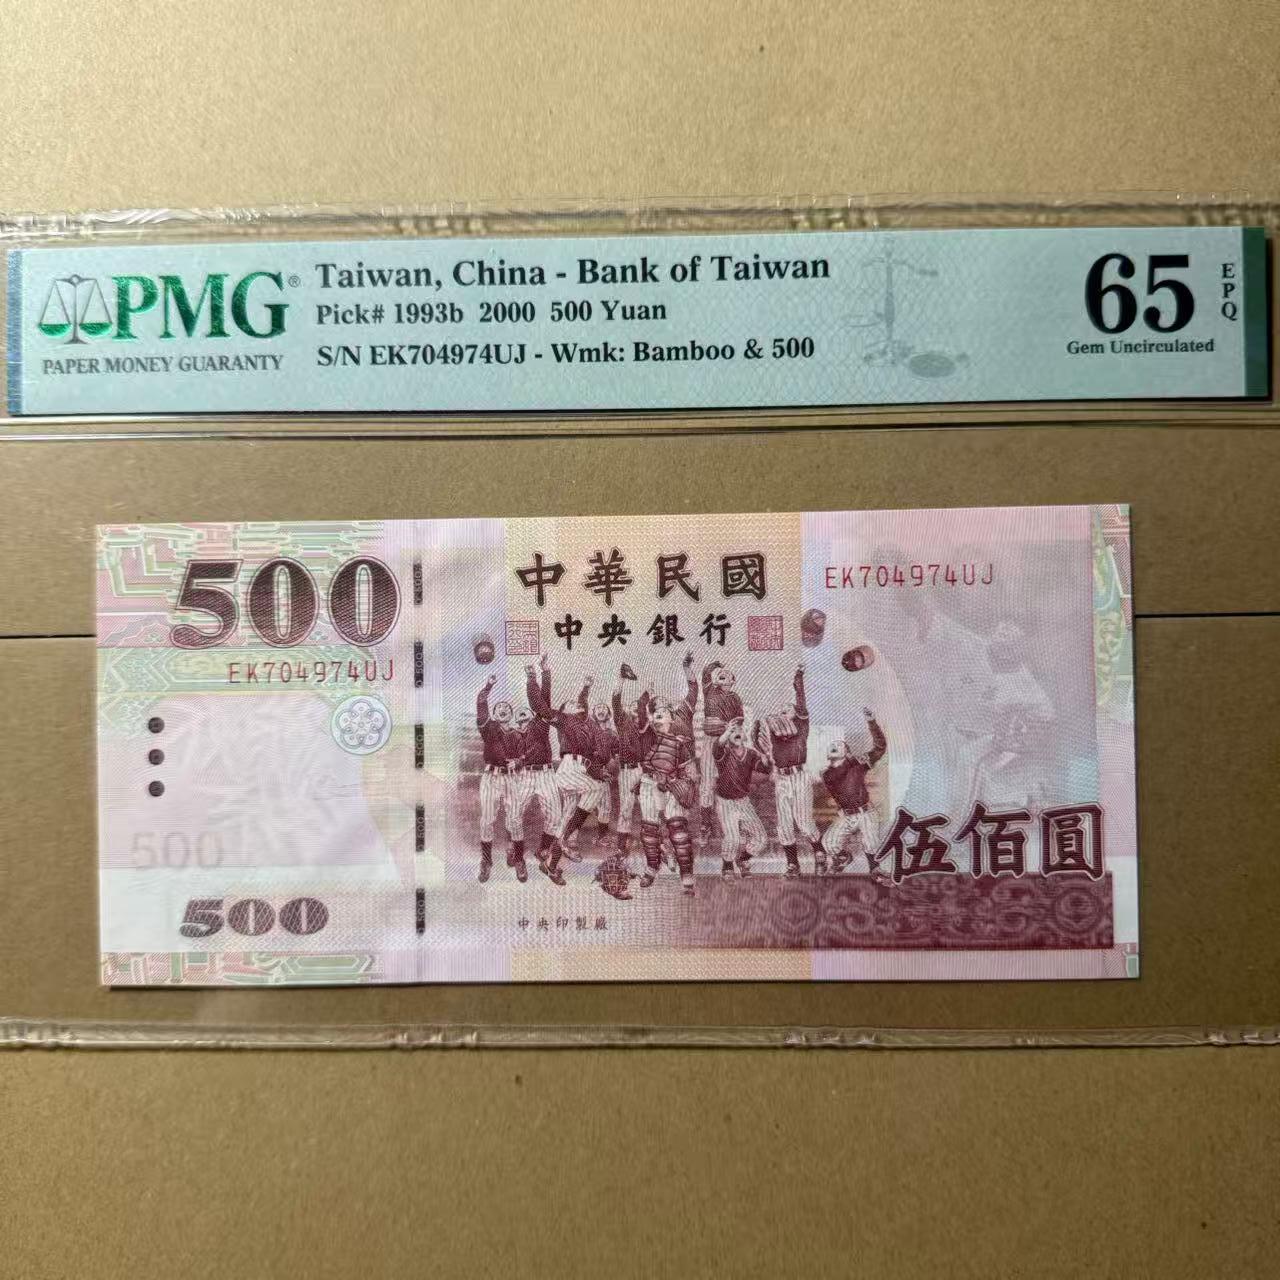 PMG®
PAPER MONEY GUARANTY
Taiwan, China - Bank of Taiwan
Pick# 1993b 2000 500 Yuan
S/N EK704974UJ - Wmk: Bamboo & 500
65
EPQ
Gem Uncirculated
500
中華民國
EK704974UJ
中央銀行
EK704974UJ
500
伍佰圓
500
中央印製廠